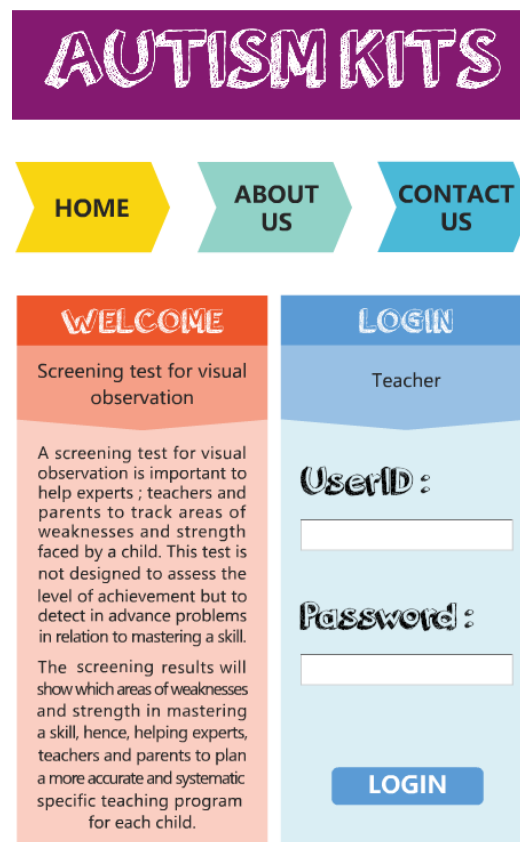 AUTISM KITS
HOME
ABOUT
US
CONTACT
US
WELCOME
Screening test for visual
observation
A screening test for visual
observation is important to
help experts ; teachers and
parents to track areas of
weaknesses and strength
faced by a child. This test is
not designed to assess the
level of achievement but to
detect in advance problems
in relation to mastering a skill.
The screening results will
show which areas of weaknesses
and strength in mastering
a skill, hence, helping experts,
teachers and parents to plan
a more accurate and systematic
specific teaching program
for each child.
LOGIN
Teacher
UserID :
Password :
LOGIN